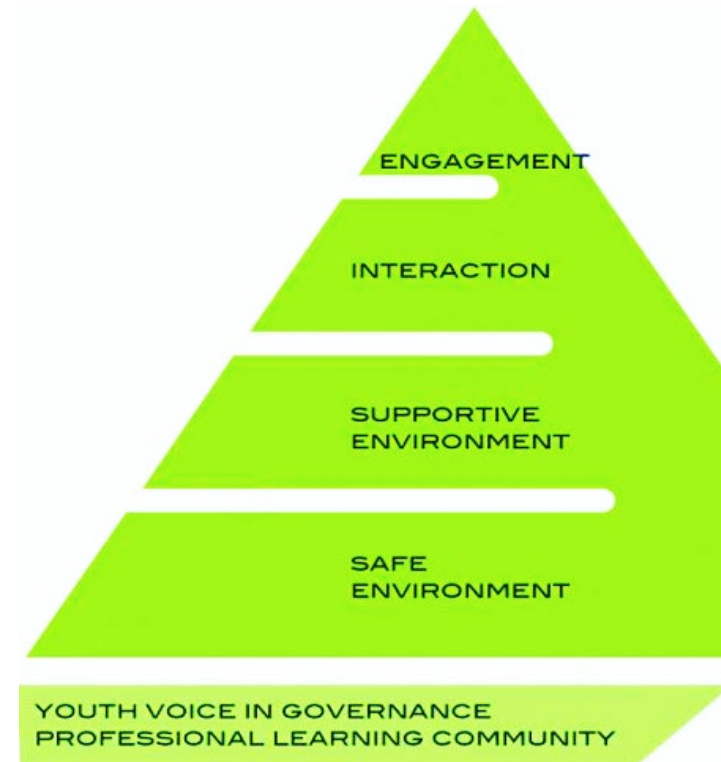 ENGAGEMENT
INTERACTION
SUPPORTIVE
ENVIRONMENT
SAFE
ENVIRONMENT
YOUTH VOICE IN GOVERNANCE
PROFESSIONAL LEARNING COMMUNITY